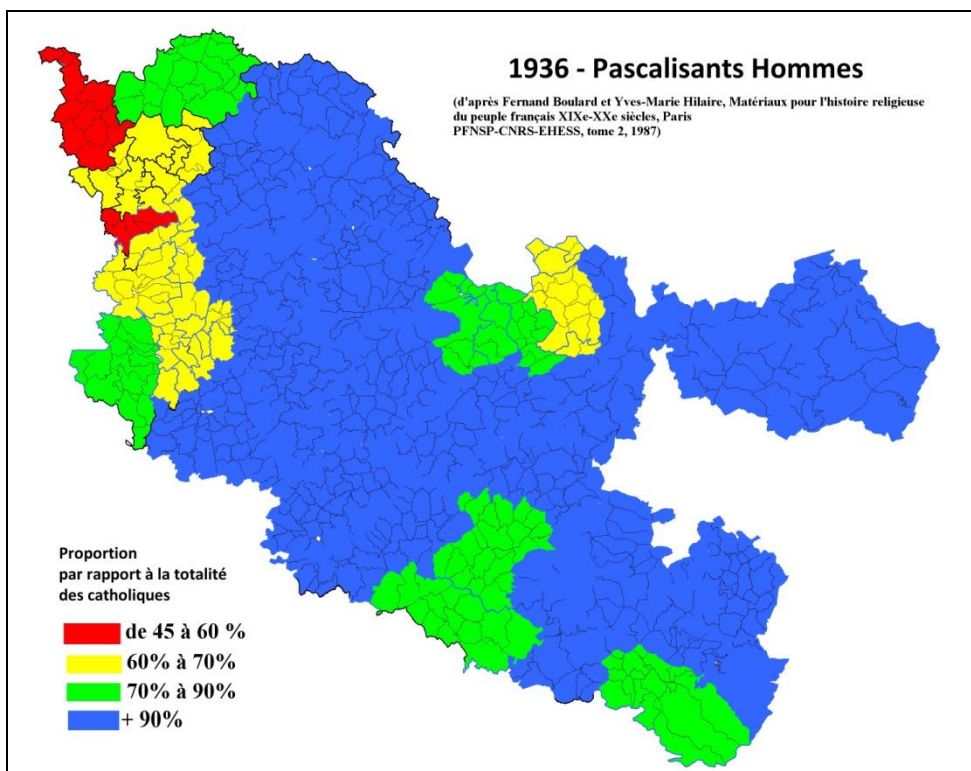 1936 - Pascalisants Hommes
(d'après Fernand Boulard et Yves-Marie Hilaire, Matériaux pour l'histoire religieuse
du peuple français XIXe-XXe siècles, Paris
PFNSP-CNRS-EHESS, tome 2, 1987)
Proportion
par rapport à la totalité
des catholiques
de 45 à 60 %
60% à 70%
70% à 90%
+ 90%